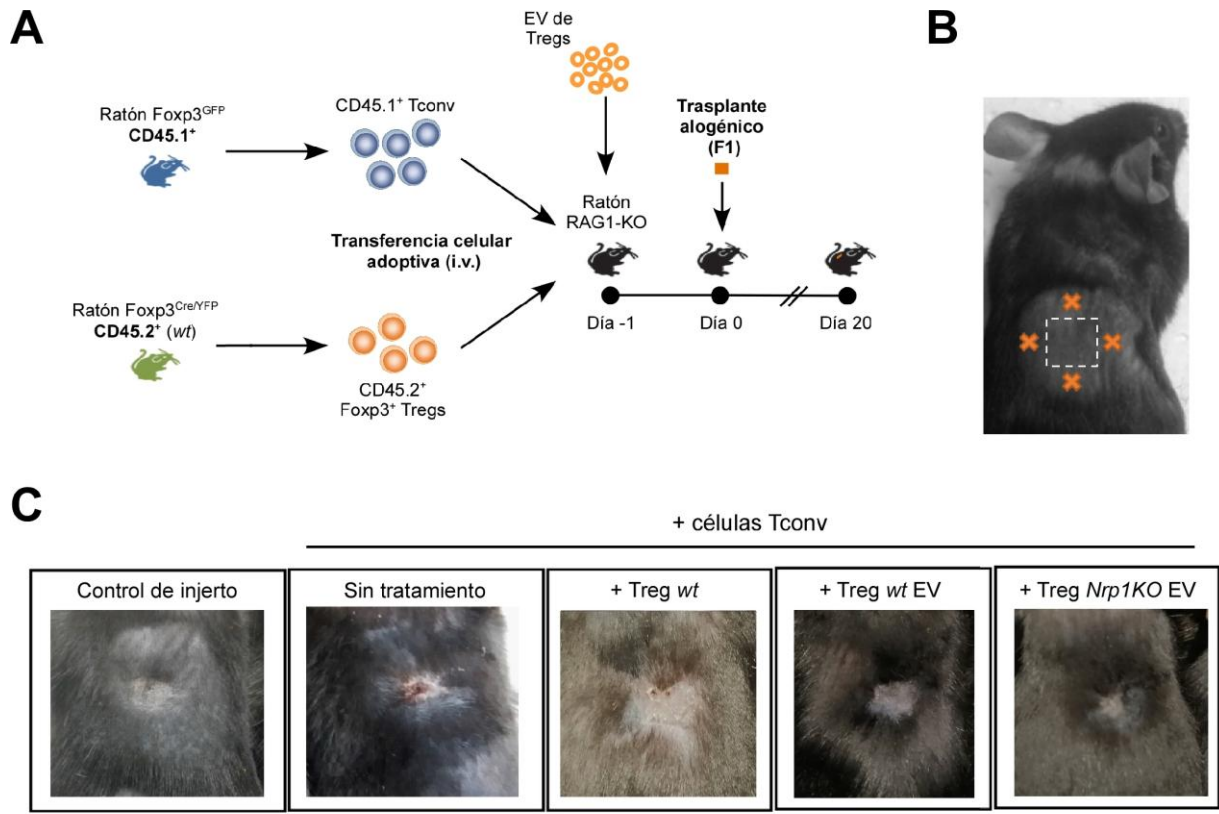 A
B
EV de
Tregs
Ratón Foxp3GFP
CD45.1+
CD45.1+ Tconv
Trasplante
alogénico
(F1)
Ratón
RAG1-KO
Transferencia celular
adoptiva (i.v.)
Ratón Foxp3Cre/YFP
CD45.2+ (wt)
CD45.2+
Foxp3+ Tregs
Día -1
Día 0
Día 20
C
+ células Tconv
Control de injerto
Sin tratamiento
+ Treg wt
+ Treg wt EV
+ Treg Nrp1KO EV